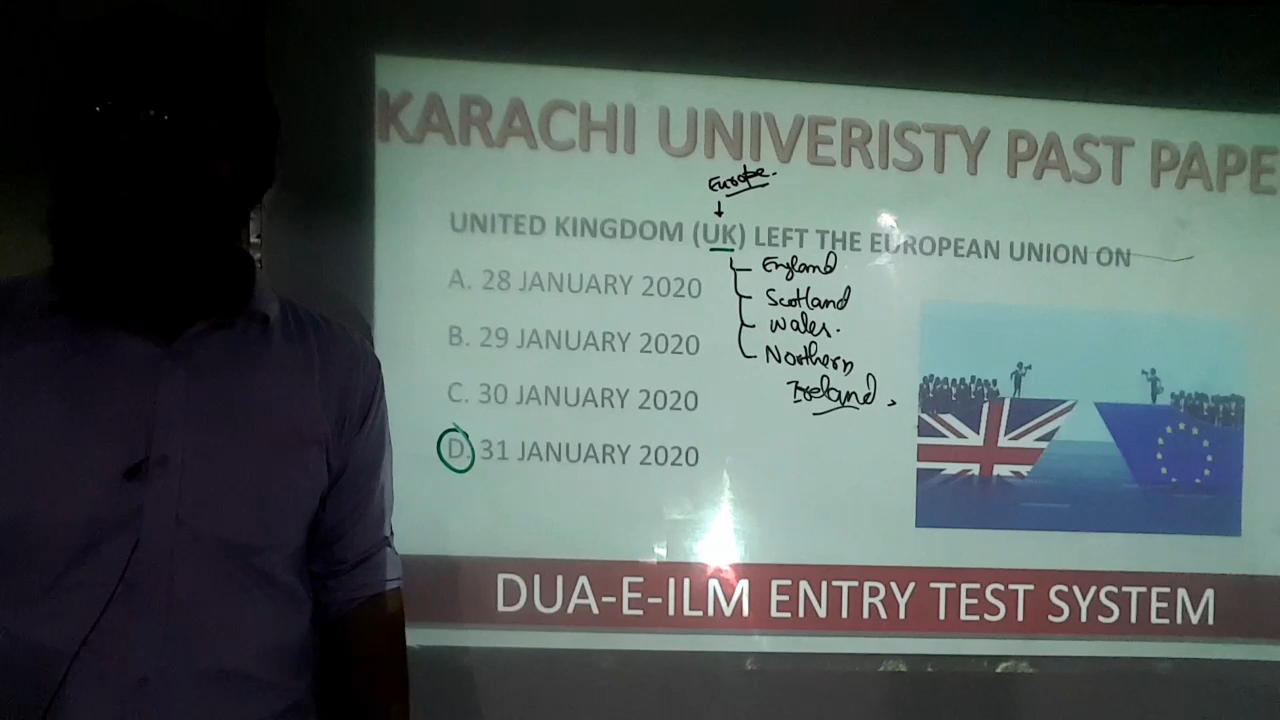 KARACHI UNIVERISTY PAST PAPE
Europe.
UNITED KINGDOM (UK) LEFT THE EUROPEAN UNION ON
England
A. 28 JANUARY 2020
Scotland
Wales.
B. 29 JANUARY 2020
Northern
Ireland
C. 30 JANUARY 2020
D. 31 JANUARY 2020
DUA-E-ILM ENTRY TEST SYSTEM